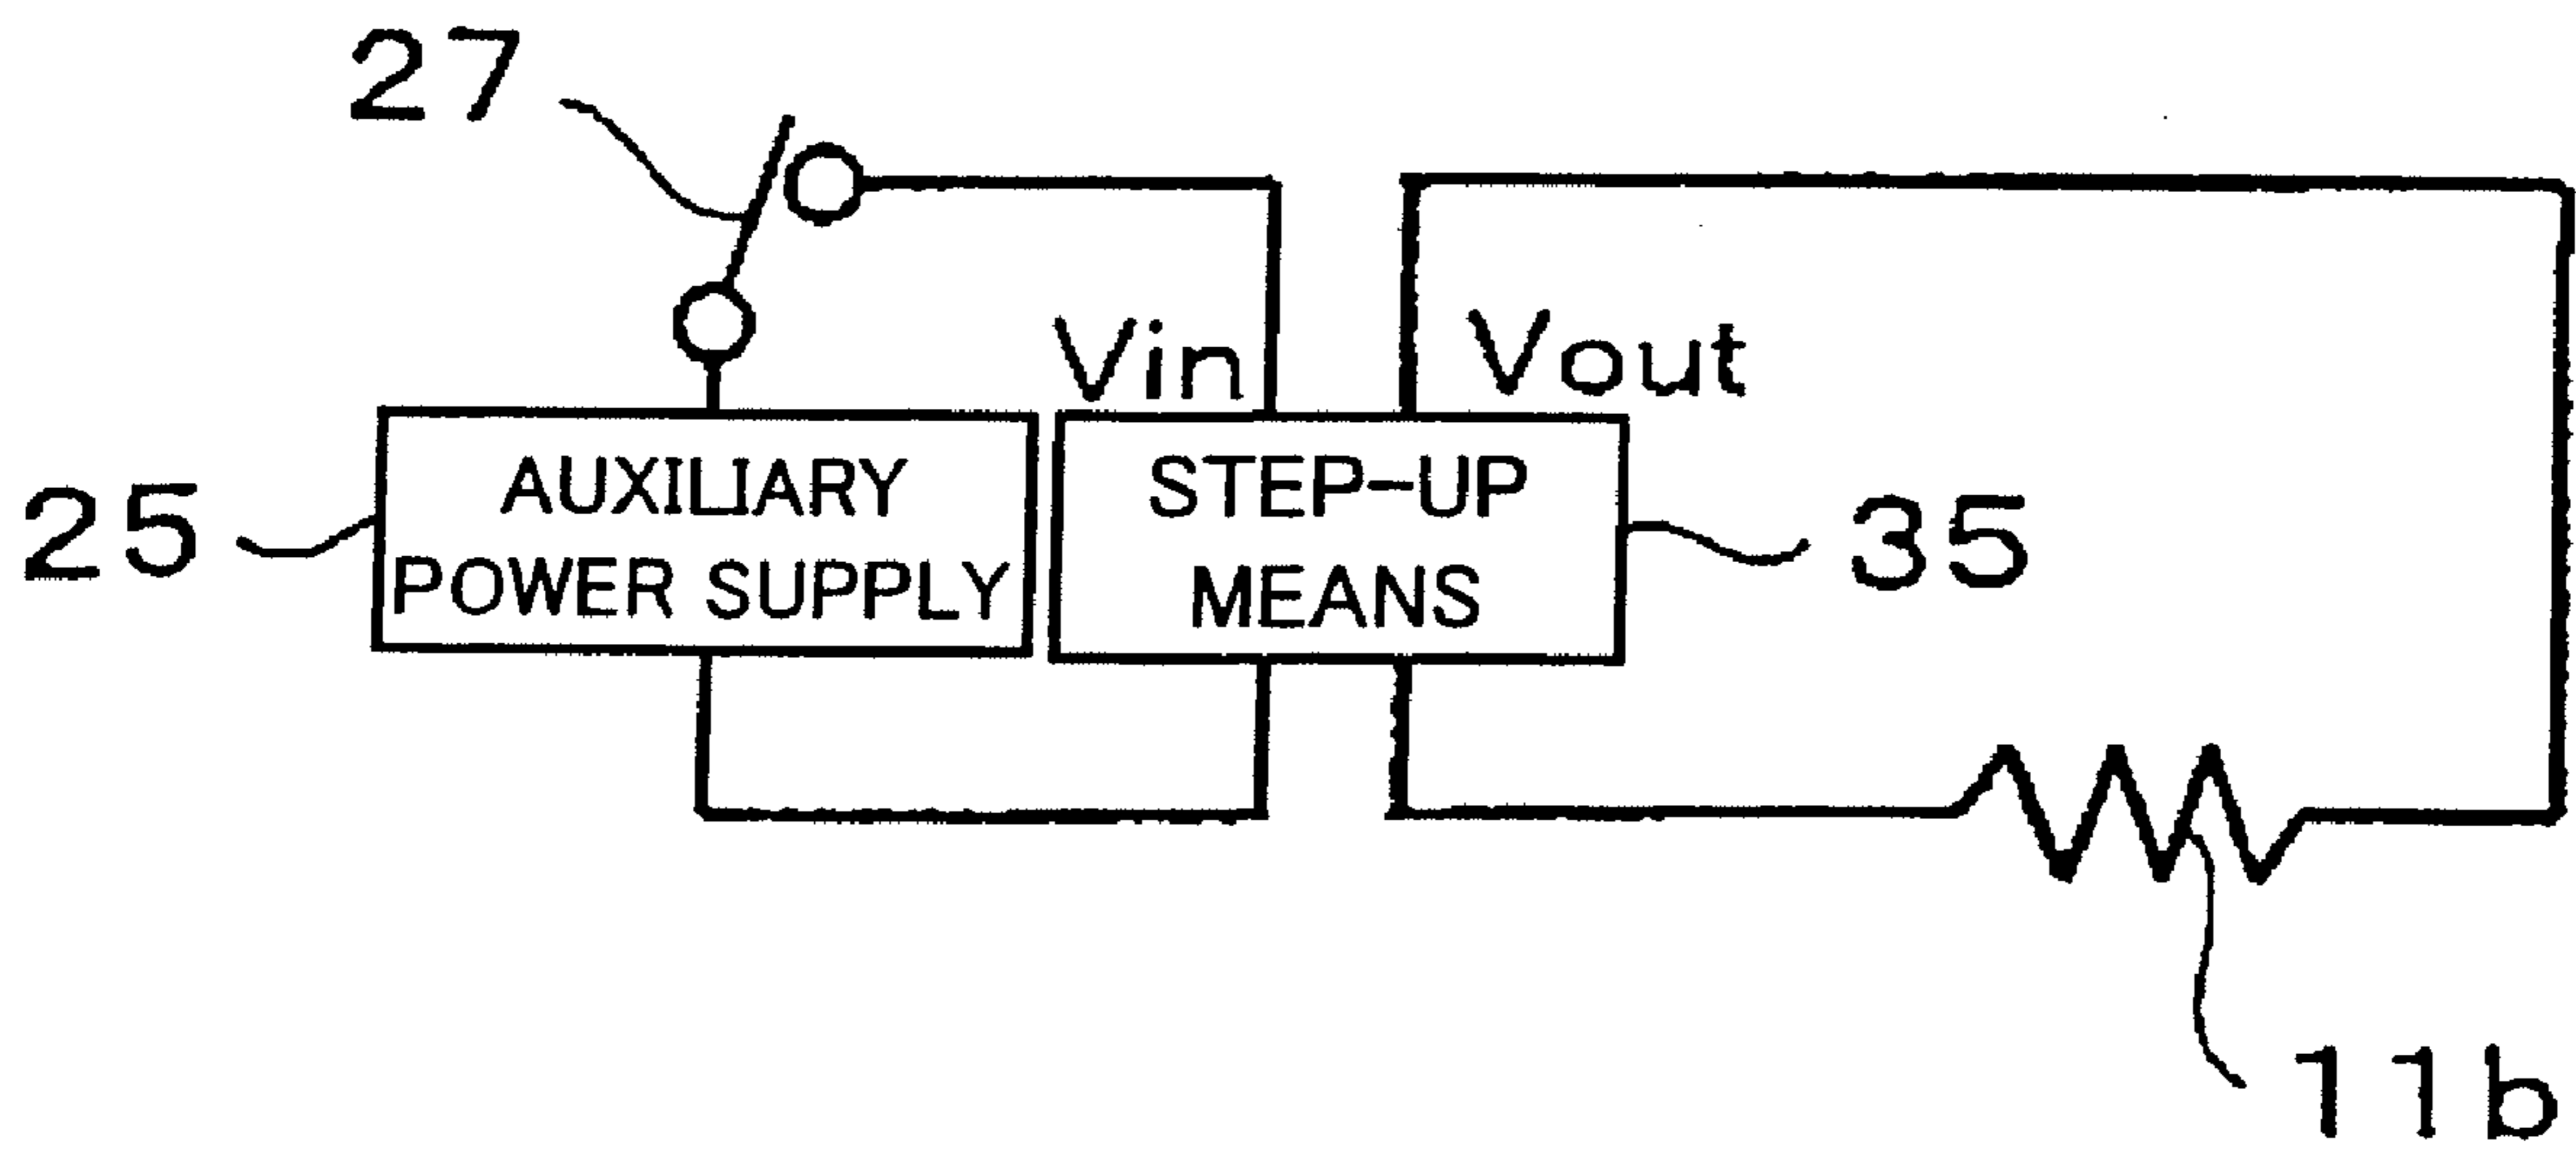 27
Vin
Vout
25
AUXILIARY
POWER SUPPLY
STEP-UP
MEANS
35
11b